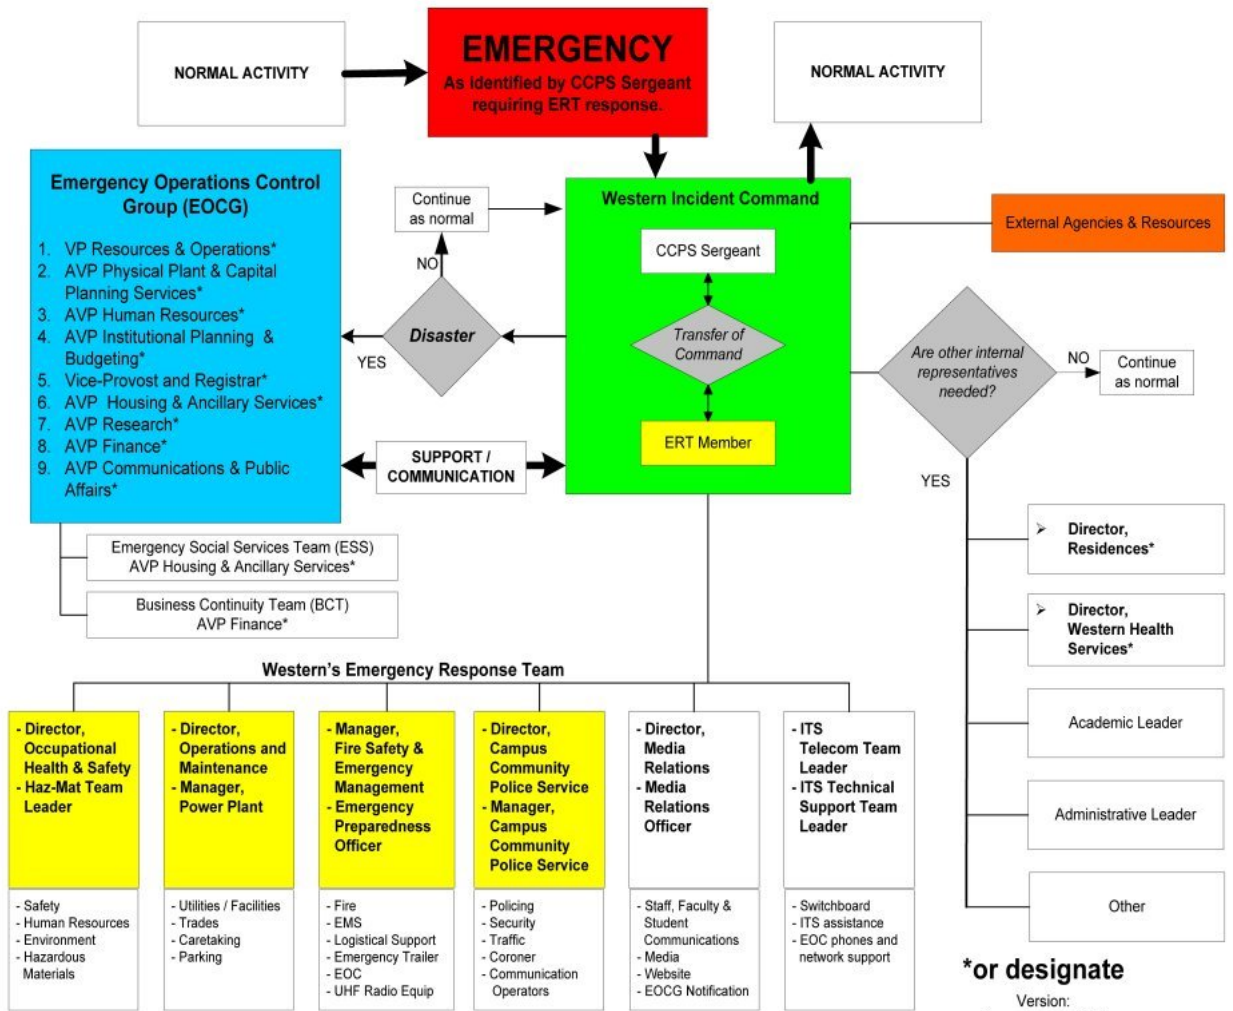 NORMAL ACTIVITY
EMERGENCY
As identified by CCPS Sergeant
requiring ERT response.
NORMAL ACTIVITY
Emergency Operations Control
Group (EOCG)
1. VP Resources & Operations*
2. AVP Physical Plant & Capital
Planning Services*
3. AVP Human Resources*
4. AVP Institutional Planning &
Budgeting*
5. Vice-Provost and Registrar*
6. AVP Housing & Ancillary Services*
7. AVP Research*
8. AVP Finance*
9. AVP Communications & Public
Affairs*
Continue
as normal
NO
Disaster
YES
SUPPORT /
COMMUNICATION
Western Incident Command
CCPS Sergeant
Transfer of
Command
ERT Member
External Agencies & Resources
Are other internal
representatives
needed?
NO
Continue
as normal
YES
Emergency Social Services Team (ESS)
AVP Housing & Ancillary Services*
Business Continuity Team (BCT)
AVP Finance*
➢ Director,
Residences*
➢ Director,
Western Health
Services*
Academic Leader
Administrative Leader
Other
Western's Emergency Response Team
- Director,
Occupational
Health & Safety
- Haz-Mat Team
Leader
- Director,
Operations and
Maintenance
- Manager,
Power Plant
- Manager,
Fire Safety &
Emergency
Management
- Emergency
Preparedness
Officer
- Director,
Campus
Community
Police Service
- Manager,
Campus
Community
Police Service
- Director,
Media
Relations
- Media
Relations
Officer
- ITS
Telecom Team
Leader
- ITS Technical
Support Team
Leader
- Safety
- Human Resources
- Environment
- Hazardous
Materials
- Utilities / Facilities
- Trades
- Caretaking
- Parking
- Fire
- EMS
- Logistical Support
- Emergency Trailer
- EOC
- UHF Radio Equip
- Policing
- Security
- Traffic
- Coroner
- Communication
Operators
- Staff, Faculty &
Student
Communications
- Media
- Website
- EOCG Notification
- Switchboard
- ITS assistance
- EOC phones and
network support
*or designate
Version: